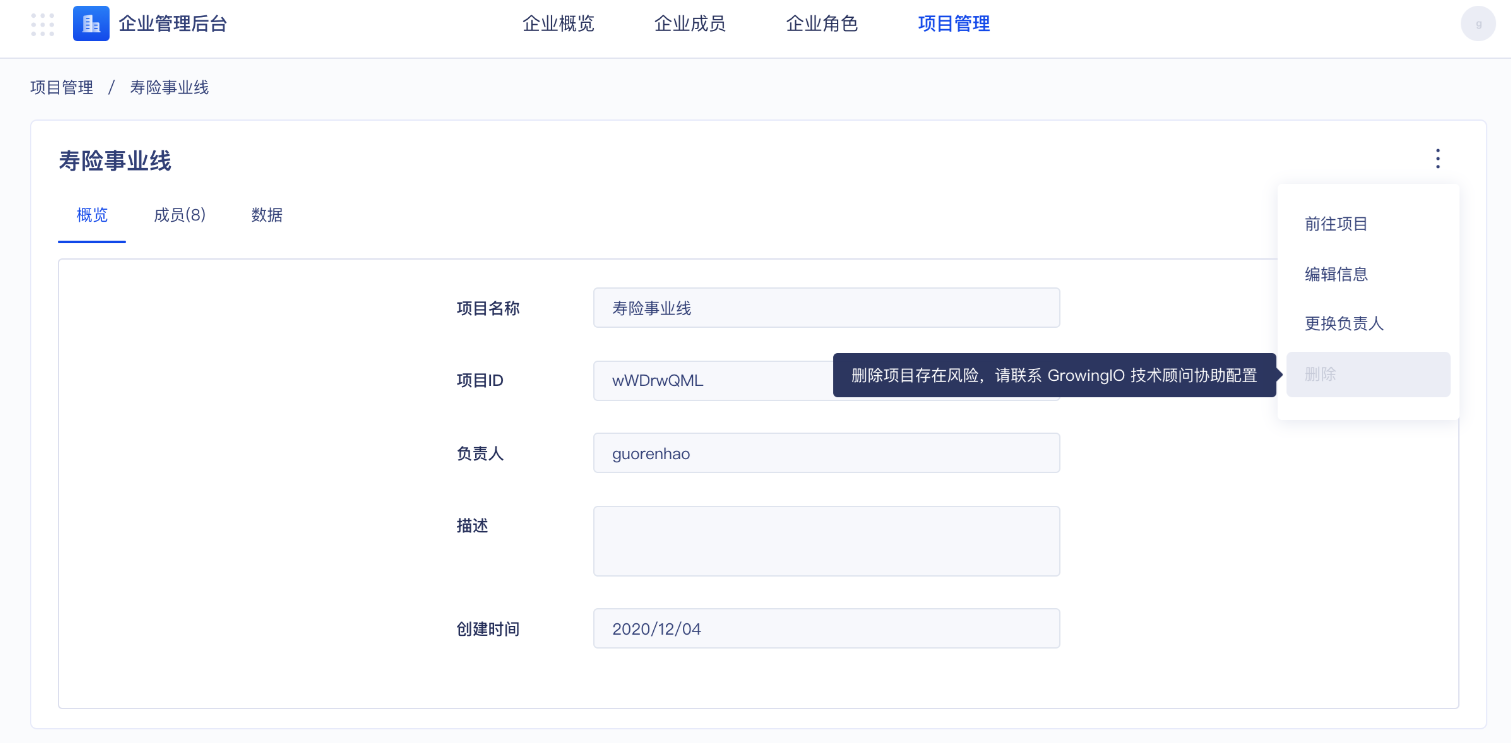 企业管理后台
企业概览
企业成员
企业角色
项目管理
g
项目管理 / 寿险事业线
寿险事业线
概览
成员(8)
数据
前往项目
编辑信息
更换负责人
删除
删除项目存在风险，请联系 GrowingIO 技术顾问协助配置
项目名称
寿险事业线
项目ID
wWDrwQML
负责人
guorenhao
描述
创建时间
2020/12/04